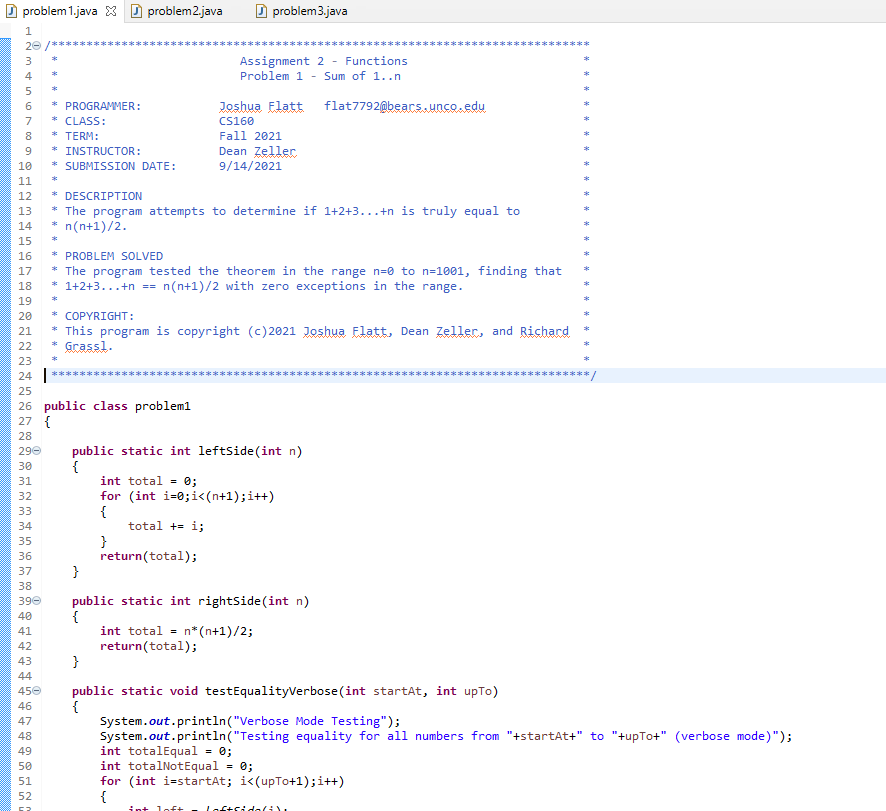 problem1.java problem2.java problem3.java
1
2 /*****************************************************************************
3 * Assignment 2 - Functions *
4 * Problem 1 - Sum of 1..n *
5 * *
6 * PROGRAMMER: Joshua Flatt flat7792@bears.unco.edu *
7 * CLASS: CS160 *
8 * TERM: Fall 2021 *
9 * INSTRUCTOR: Dean Zeller *
10 * SUBMISSION DATE: 9/14/2021 *
11 * *
12 * DESCRIPTION *
13 * The program attempts to determine if 1+2+3...+n is truly equal to *
14 * n(n+1)/2. *
15 * *
16 * PROBLEM SOLVED *
17 * The program tested the theorem in the range n=0 to n=1001, finding that *
18 * 1+2+3...+n == n(n+1)/2 with zero exceptions in the range. *
19 * *
20 * COPYRIGHT: *
21 * This program is copyright (c)2021 Joshua Flatt, Dean Zeller, and Richard *
22 * Grassl. *
23 * *
24 *****************************************************************************/
25
26 public class problem1
27 {
28
29 public static int leftSide(int n)
30 {
31 int total = 0;
32 for (int i=0;i<(n+1);i++)
33 {
34 total += i;
35 }
36 return(total);
37 }
38
39 public static int rightSide(int n)
40 {
41 int total = n*(n+1)/2;
42 return(total);
43 }
44
45 public static void testEqualityVerbose(int startAt, int upTo)
46 {
47 System.out.println("Verbose Mode Testing");
48 System.out.println("Testing equality for all numbers from "+startAt+" to "+upTo+" (verbose mode)");
49 int totalEqual = 0;
50 int totalNotEqual = 0;
51 for (int i=startAt; i<(upTo+1);i++)
52 {
53 int left = leftSide(i);